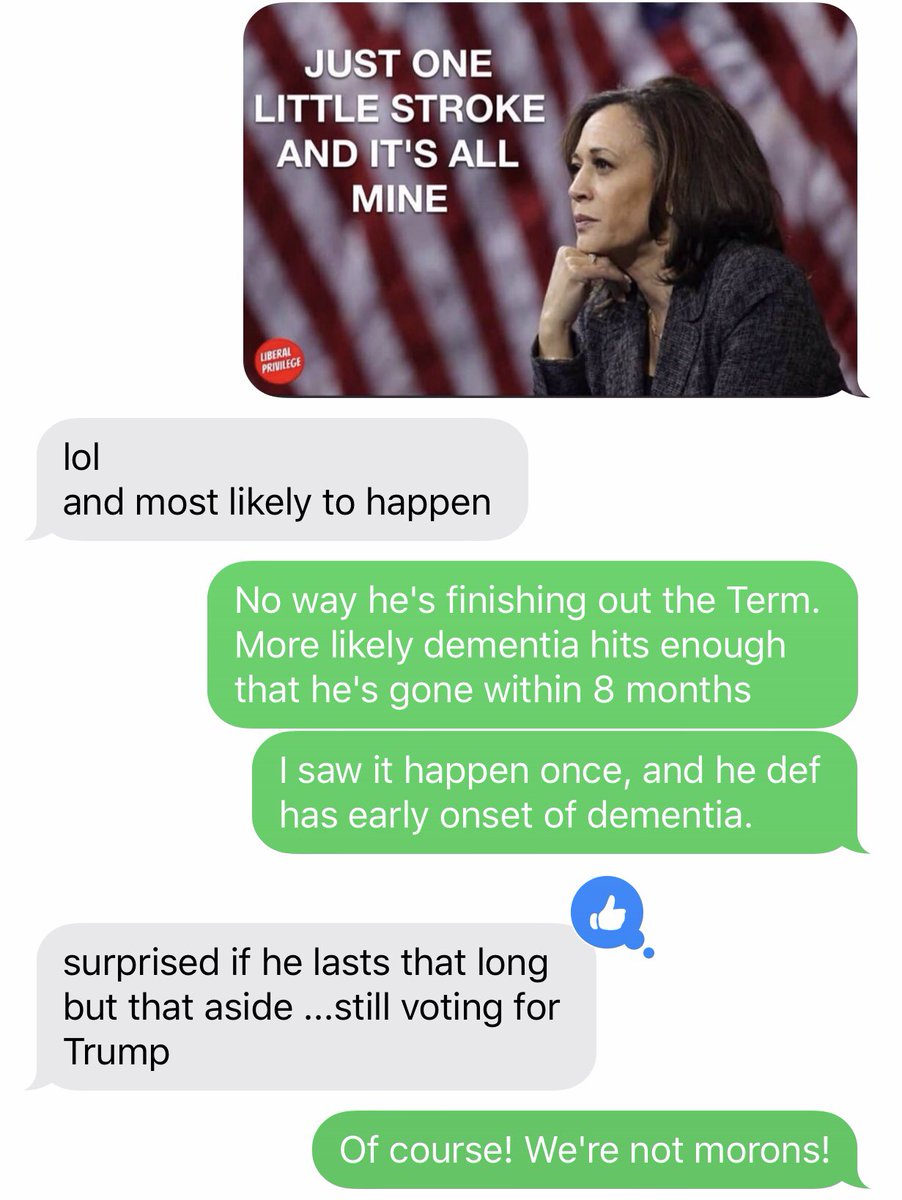 JUST ONE
LITTLE STROKE
AND IT'S ALL
MINE
LIBERAL
PRIVILEGE
lol
and most likely to happen
No way he's finishing out the Term.
More likely dementia hits enough
that he's gone within 8 months
I saw it happen once, and he def
has early onset of dementia.
surprised if he lasts that long
but that aside ...still voting for
Trump
Of course! We're not morons!